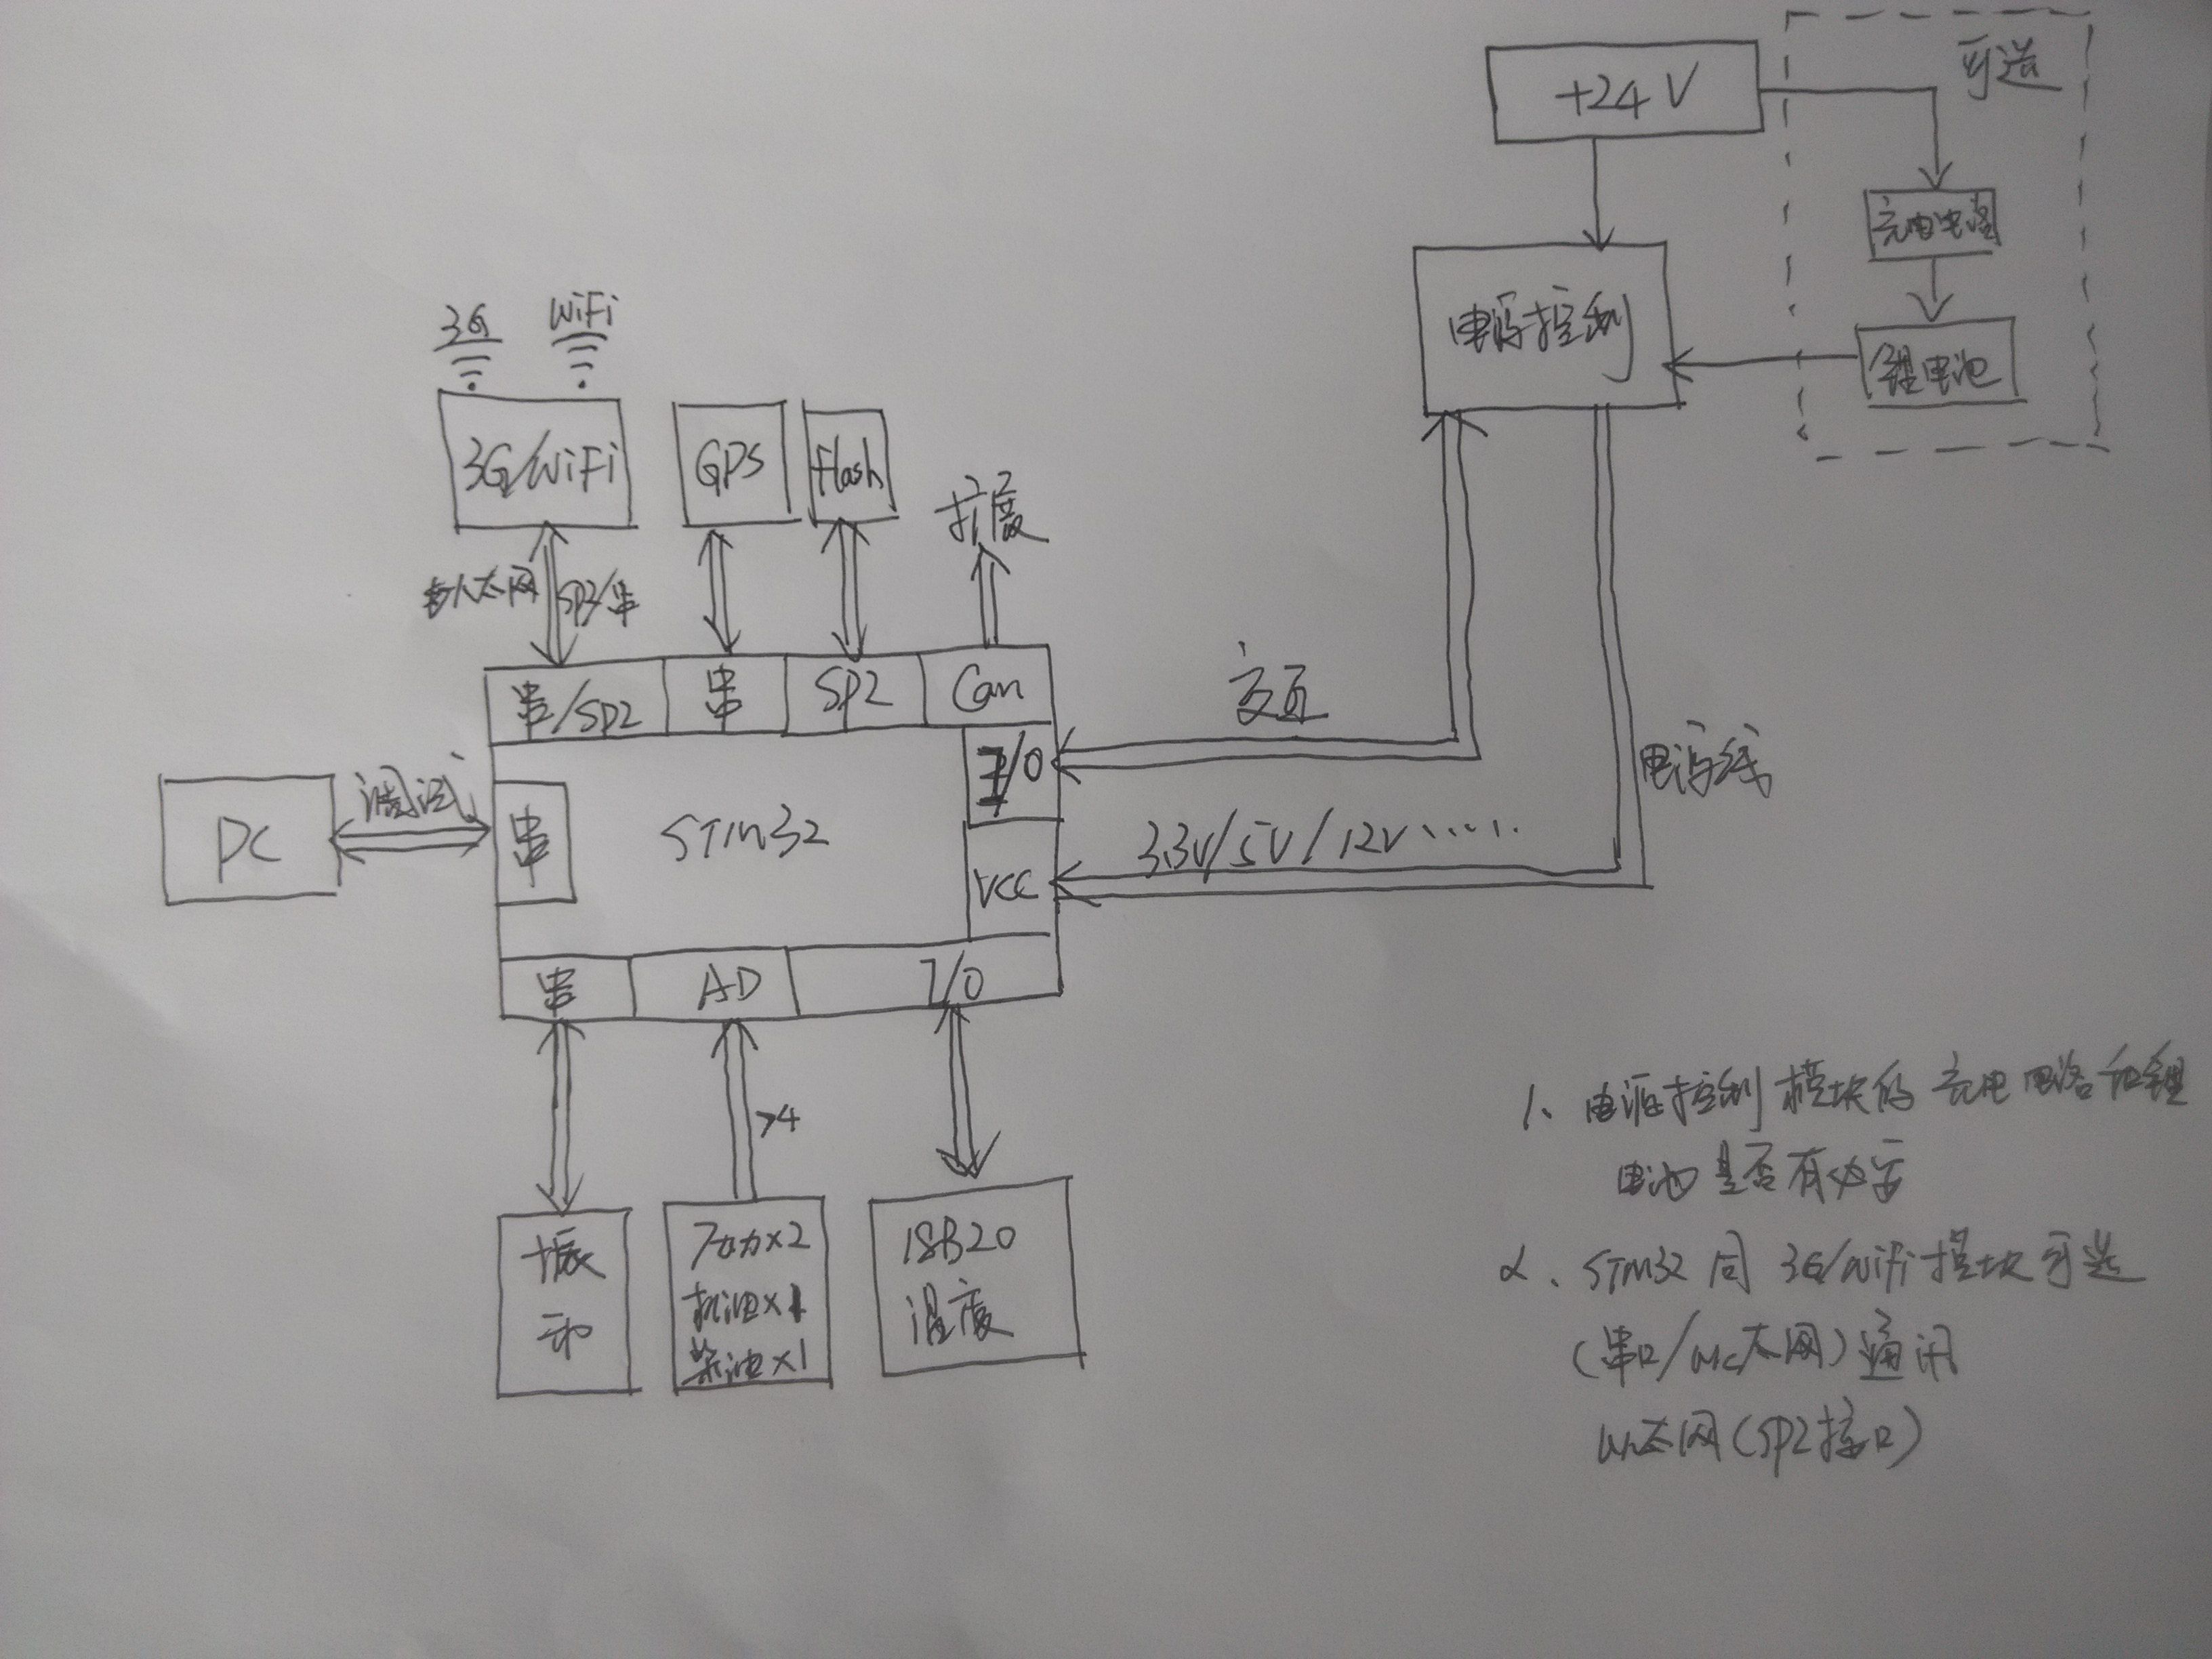 +24V
可选
充电电路
电源控制
锂电池
3G
WiFi
3G/WiFi
GPS
flash
扩展
以太网
SPI/串
串/SPI
串
SPI
Can
交互
I/O
电源线
PC
调试
串
STM32
3.3V/5V/12V······
VCC
串
AD
I/O
>4
振
动
压力×2
机油×1
柴油×1
18B20
温度
1、电源控制模块的充电电路和锂
电池是否有必要
2、STM32同3G/WiFi模块可选
(串口/以太网)通讯
以太网(SPI接口)